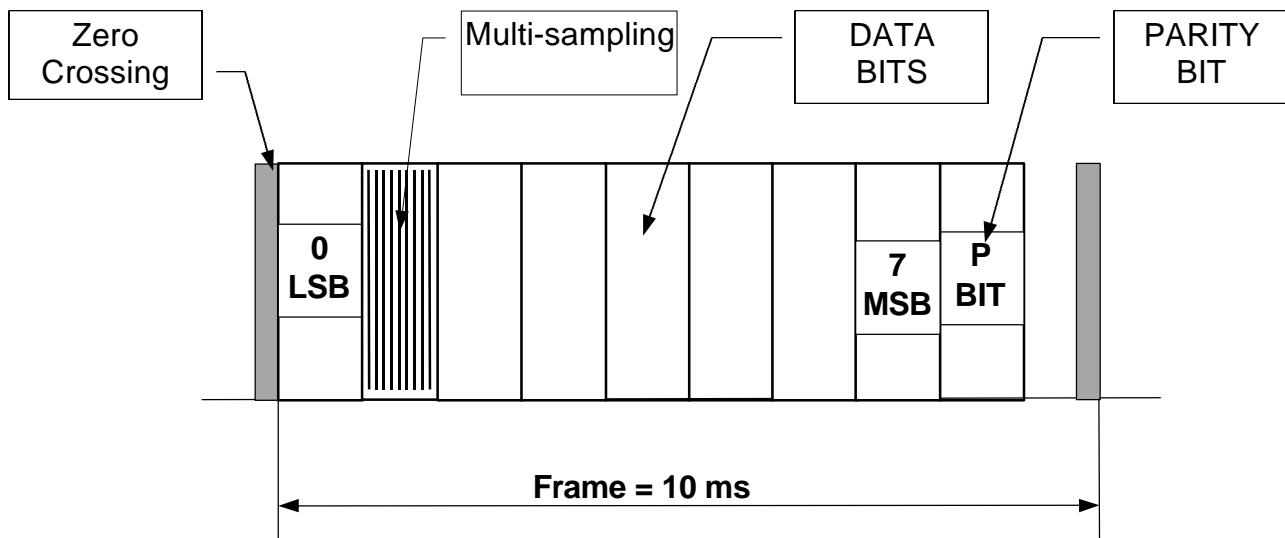 Zero
Crossing
Multi-sampling
DATA
BITS
PARITY
BIT
0
LSB
7
MSB
P
BIT
Frame = 10 ms